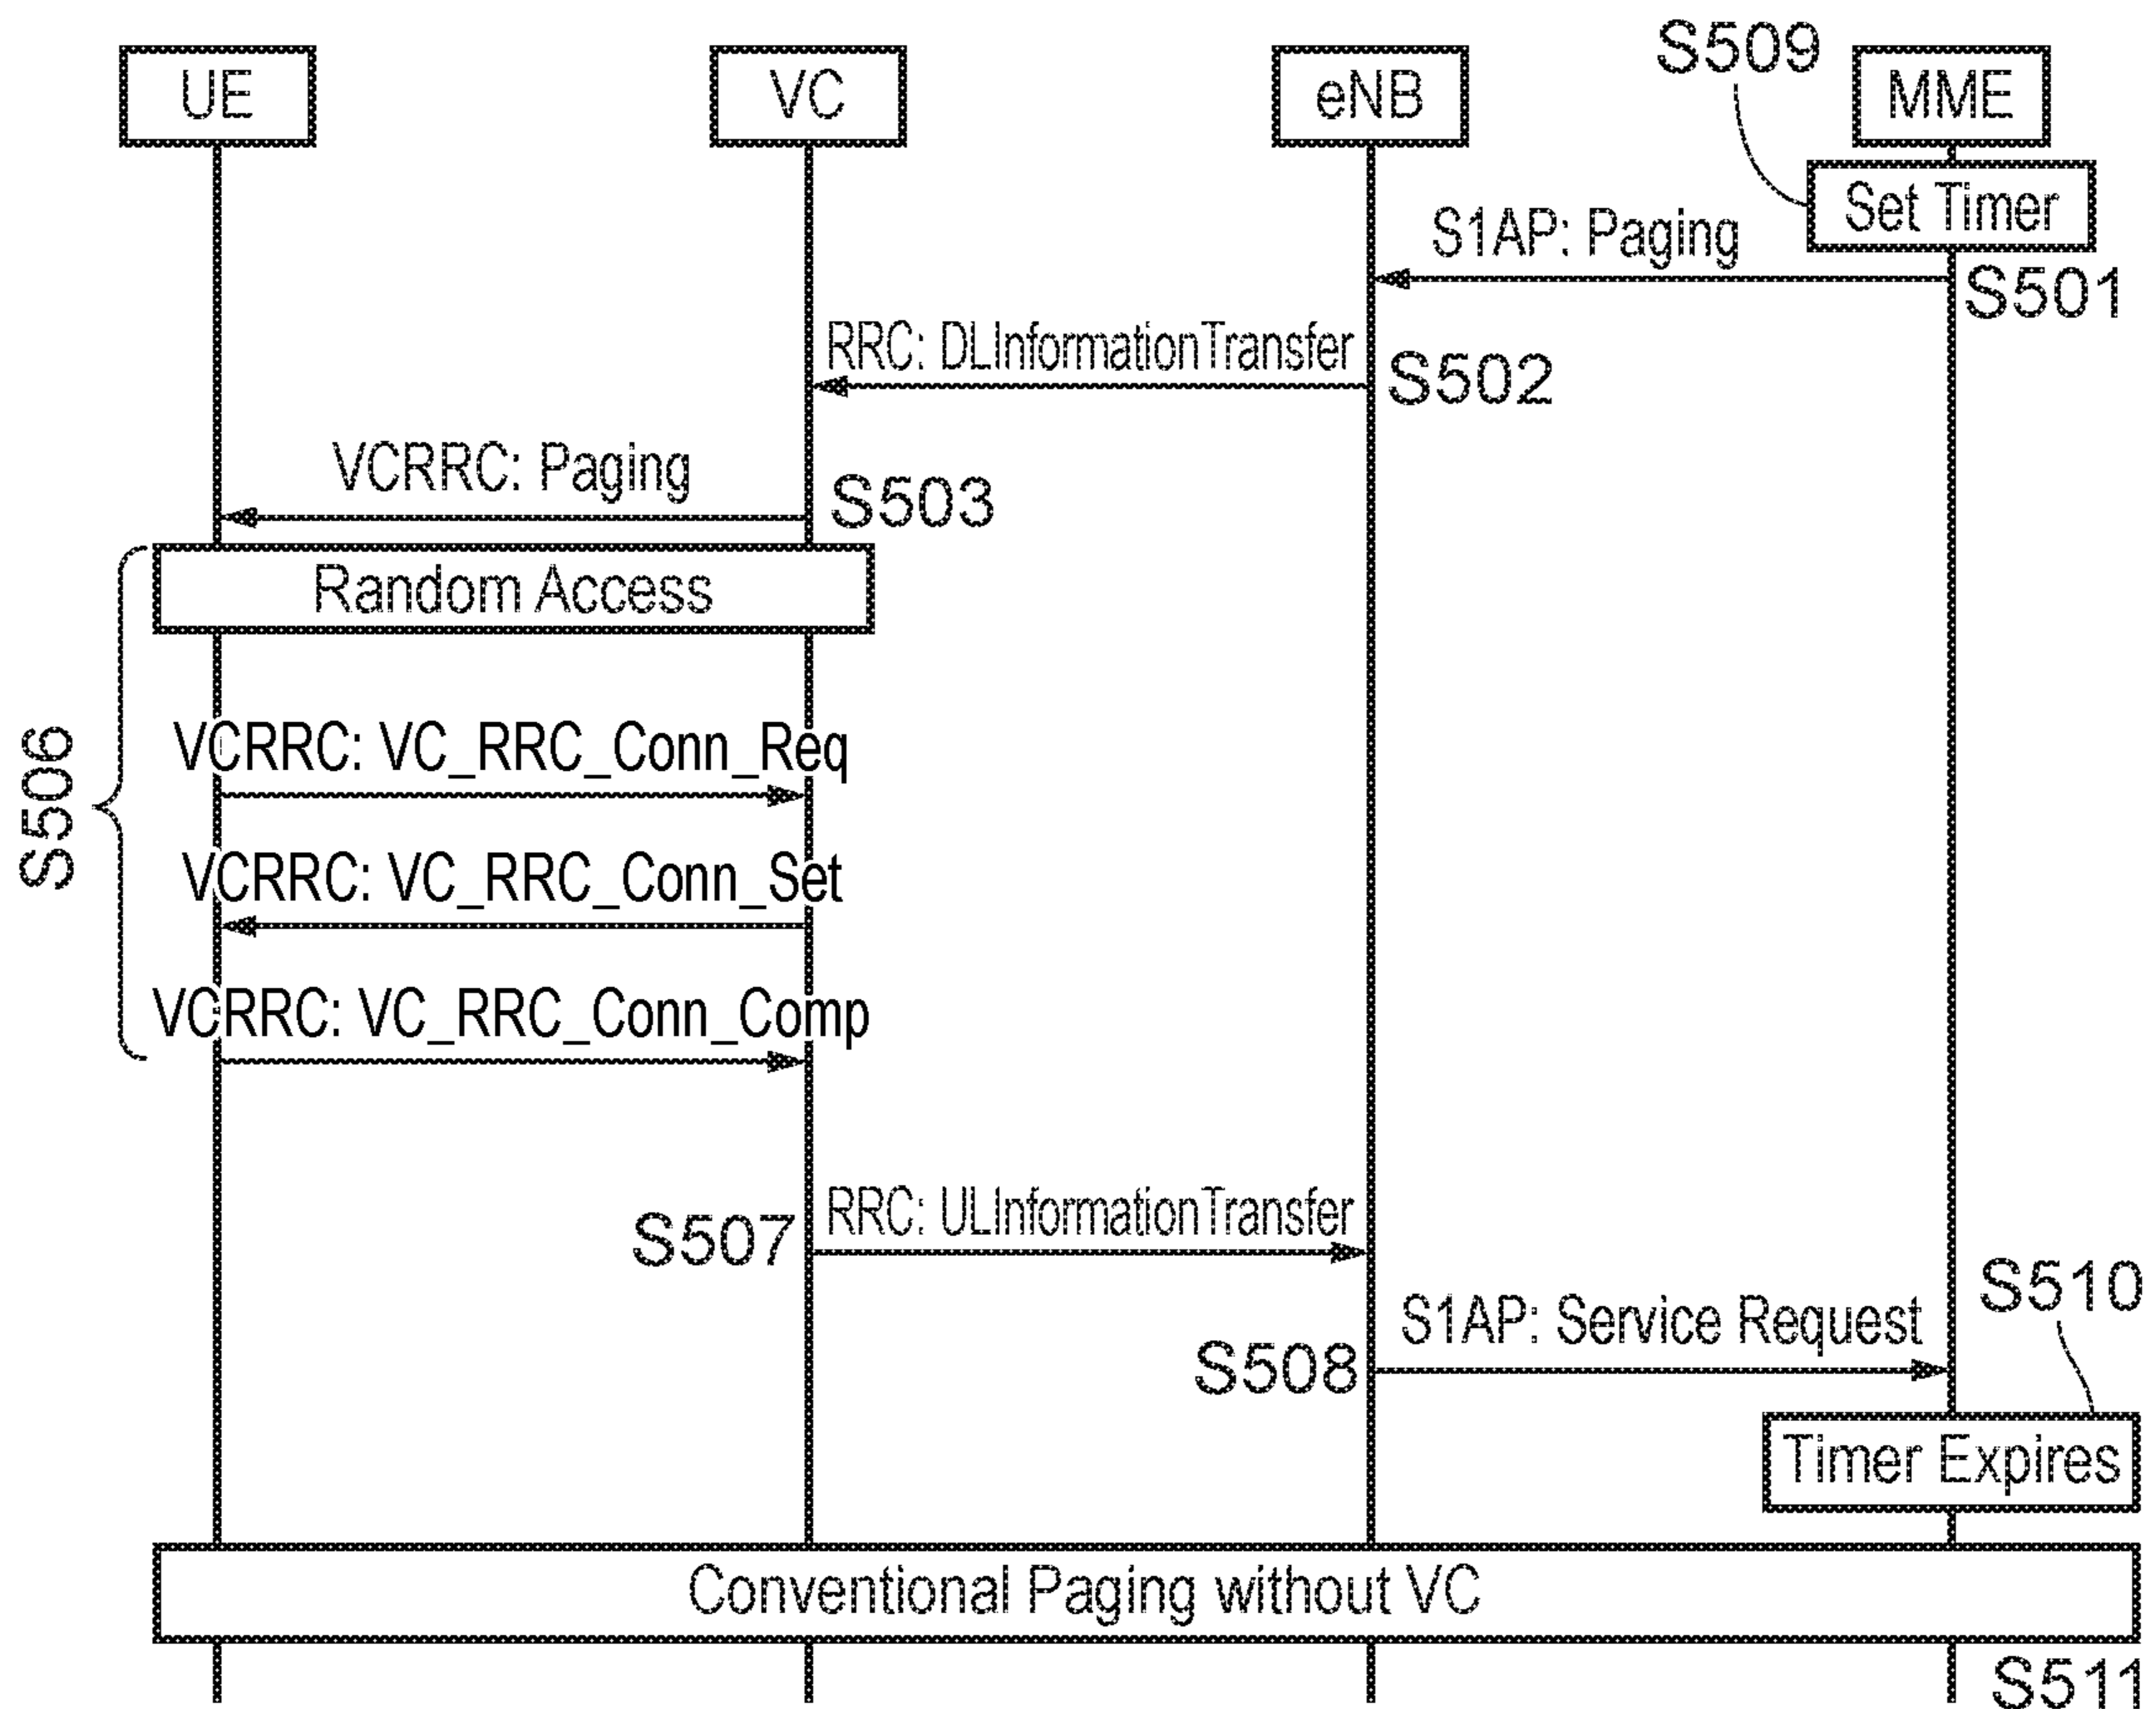 UE
VC
eNB
S509
MME
Set Timer
S1AP: Paging
S501
RRC: DLInformationTransfer
S502
VCRRC: Paging
S503
Random Access
S506
VCRRC: VC_RRC_Conn_Req
VCRRC: VC_RRC_Conn_Set
VCRRC: VC_RRC_Conn_Comp
S507
RRC: ULInformationTransfer
S510
S1AP: Service Request
S508
Timer Expires
Conventional Paging without VC
S511